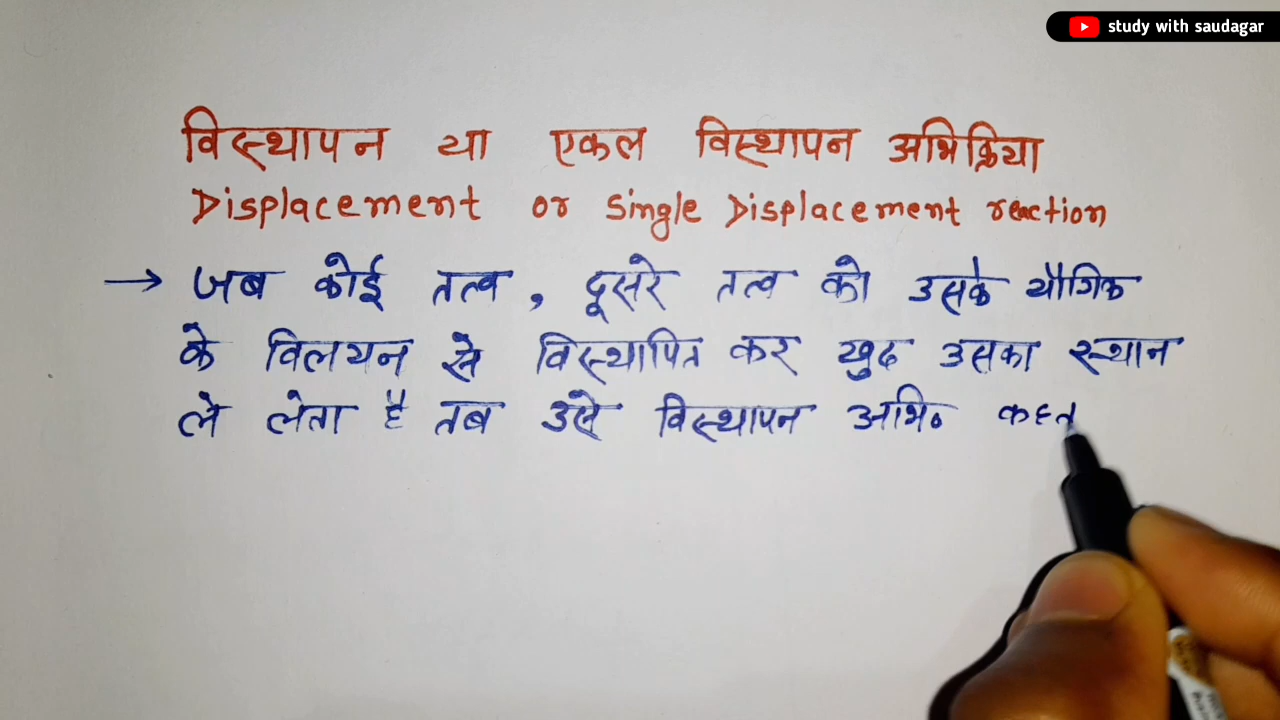 study with saudagar
विस्थापन या एकल विस्थापन अभिक्रिया
Displacement or Single Displacement reaction
→ जब कोई तत्व, दूसरे तत्व को उसके यौगिक
के विलयन से विस्थापित कर खुद उसका स्थान
ले लेता है तब उसे विस्थापन अभि० कहत